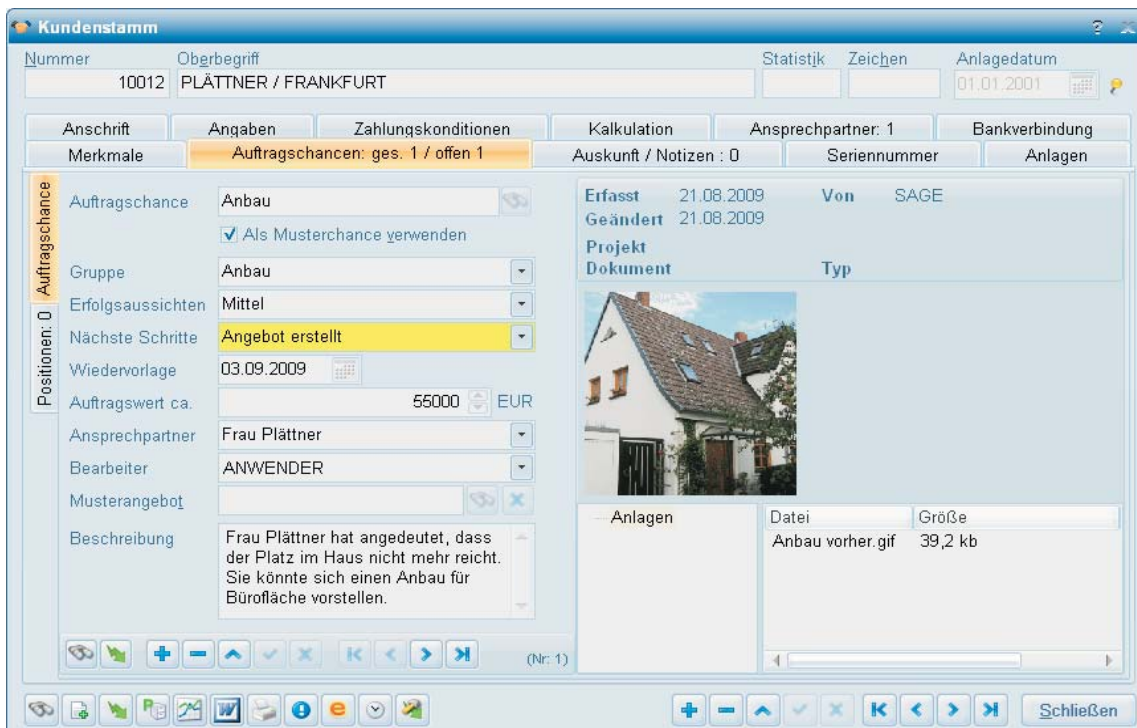 Kundenstamm
?
Nummer Oberbegriff Statistik Zeichen Anlagedatum
10012 PLÄTTNER / FRANKFURT 01.01.2001
Anschrift Angaben Zahlungskonditionen Kalkulation Ansprechpartner: 1 Bankverbindung
Merkmale Auftragschancen: ges. 1 / offen 1 Auskunft / Notizen : 0 Seriennummer Anlagen
Auftragschance
Positionen: 0
Auftragschance Anbau
Als Musterchance verwenden
Gruppe Anbau
Erfolgsaussichten Mittel
Nächste Schritte Angebot erstellt
Wiedervorlage 03.09.2009
Auftragswert ca. 55000 EUR
Ansprechpartner Frau Plättner
Bearbeiter ANWENDER
Musterangebot
Beschreibung Frau Plättner hat angedeutet, dass
der Platz im Haus nicht mehr reicht.
Sie könnte sich einen Anbau für
Bürofläche vorstellen.
(Nr: 1)
Erfasst 21.08.2009 Von SAGE
Geändert 21.08.2009
Projekt
Dokument Typ
Anlagen
Datei Größe
Anbau vorher.gif 39,2 kb
Schließen